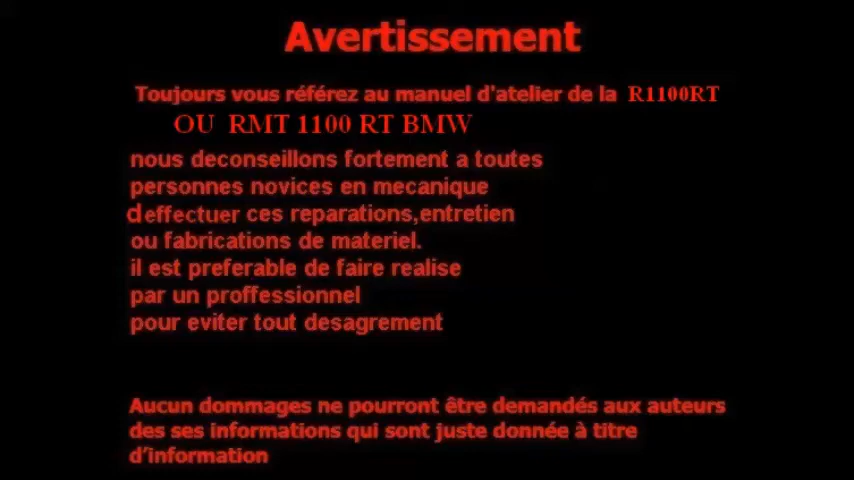 Avertissement
Toujours vous référez au manuel d'atelier de la R1100RT
OU RMT 1100 RT BMW
nous deconseillons fortement a toutes
personnes novices en mecanique
deffectuer ces reparations,entretien
ou fabrications de materiel.
il est preferable de faire realise
par un proffessionnel
pour eviter tout desagrement
Aucun dommages ne pourront être demandés aux auteurs
des ses informations qui sont juste donnée à titre
d'information